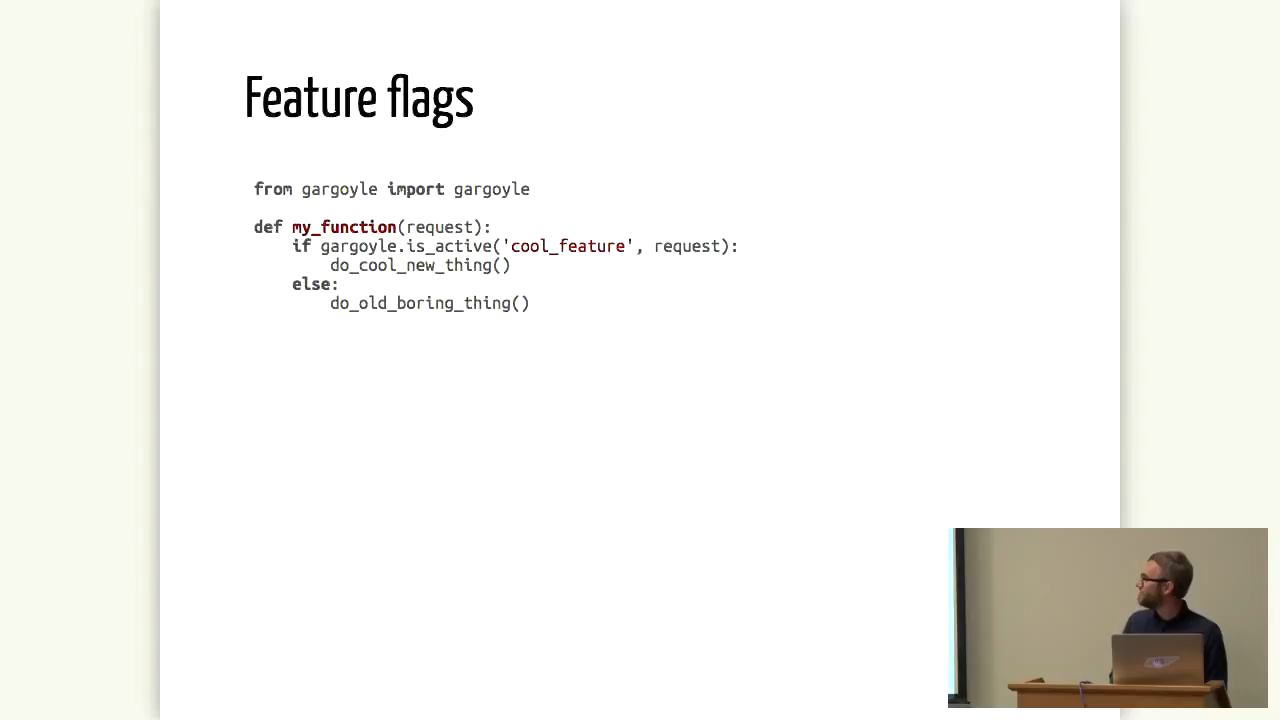 Feature flags
from gargoyle import gargoyle
def my_function(request):
    if gargoyle.is_active('cool_feature', request):
        do_cool_new_thing()
    else:
        do_old_boring_thing()